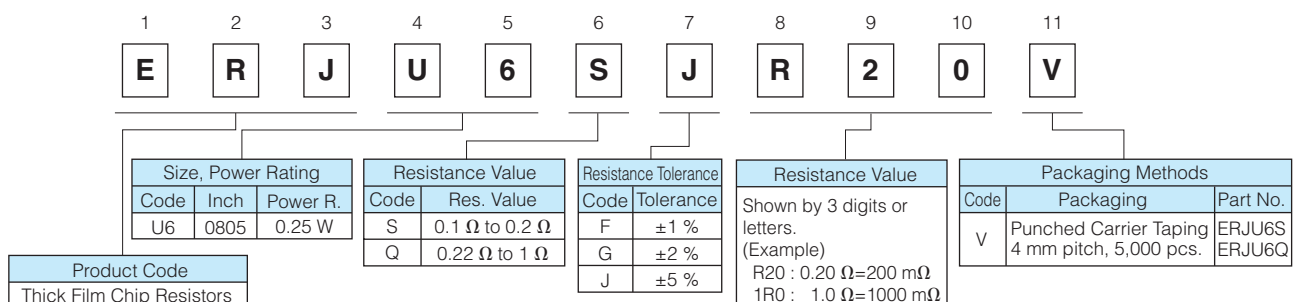 1 2 3 4 5 6 7 8 9 10 11
E R J U 6 S J R 2 0 V
Size, Power Rating
Code Inch Power R.
U6 0805 0.25 W
Resistance Value
Code Res. Value
S 0.1 Ω to 0.2 Ω
Q 0.22 Ω to 1 Ω
Resistance Tolerance
Code Tolerance
F ±1 %
G ±2 %
J ±5 %
Resistance Value
Shown by 3 digits or
letters.
(Example)
R20 : 0.20 Ω=200 mΩ
1R0 : 1.0 Ω=1000 mΩ
Packaging Methods
Code Packaging Part No.
V Punched Carrier Taping ERJU6S
4 mm pitch, 5,000 pcs. ERJU6Q
Product Code
Thick Film Chip Resistors